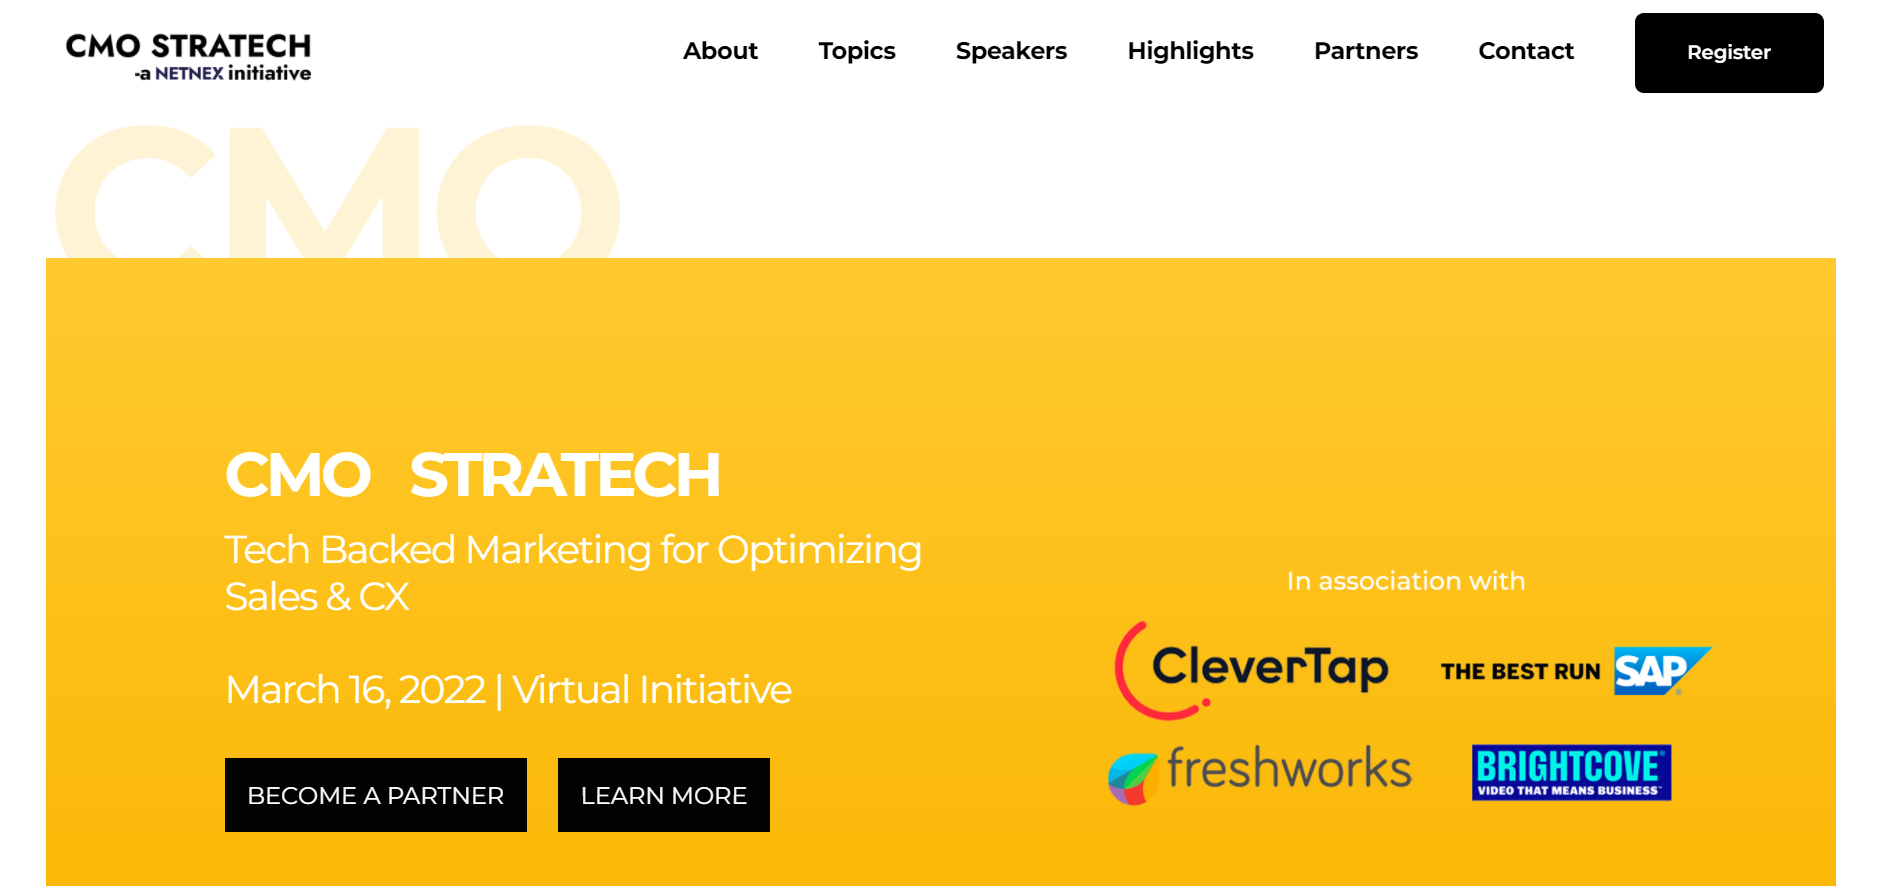 CMO STRATECH
-a NETNEX initiative
About Topics Speakers Highlights Partners Contact Register
CMO
CMO STRATECH
Tech Backed Marketing for Optimizing
Sales & CX
March 16, 2022 | Virtual Initiative
BECOME A PARTNER LEARN MORE
In association with
CleverTap
THE BEST RUN SAP®
freshworks
BRIGHTCOVE®
VIDEO THAT MEANS BUSINESS™